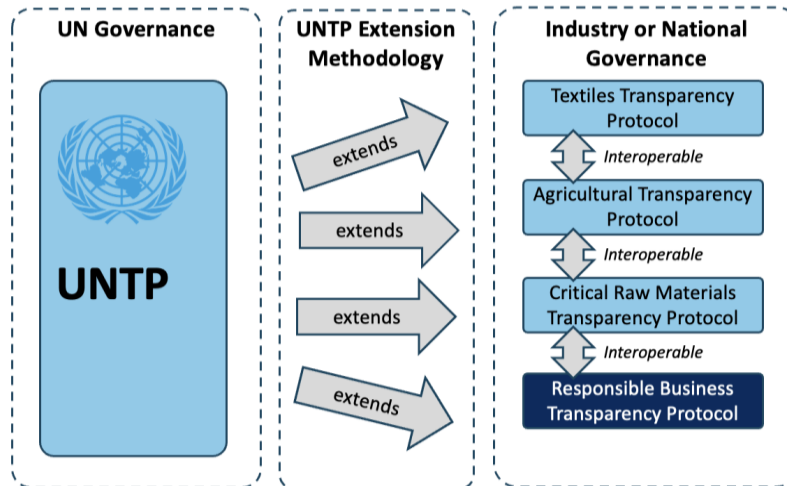 UN Governance
UNTP
UNTP Extension
Methodology
extends
extends
extends
extends
Industry or National
Governance
Textiles Transparency
Protocol
Interoperable
Agricultural Transparency
Protocol
Interoperable
Critical Raw Materials
Transparency Protocol
Interoperable
Responsible Business
Transparency Protocol